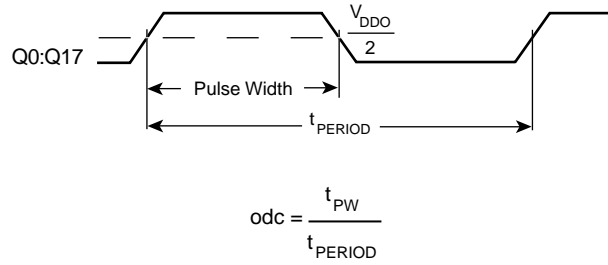 V_DDO
2
Q0:Q17
Pulse Width
t_PERIOD
odc = t_PW
t_PERIOD